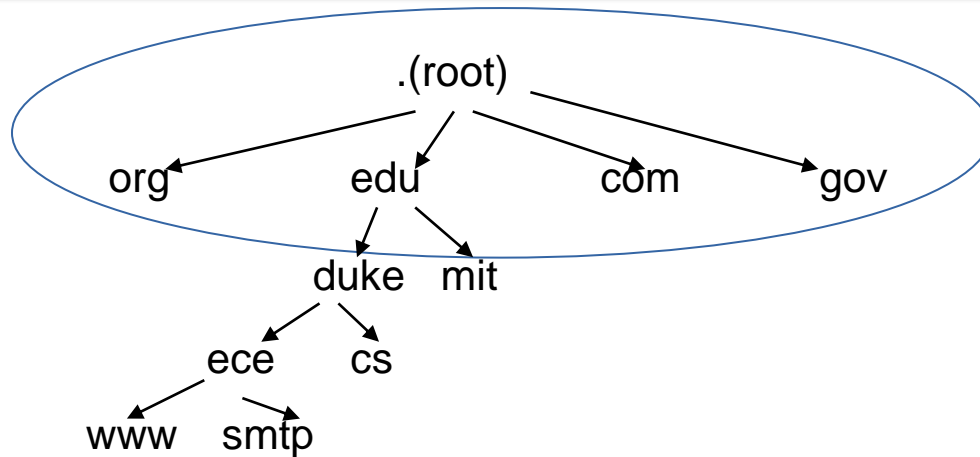 .(root)
org edu com gov
duke mit
ece cs
www smtp